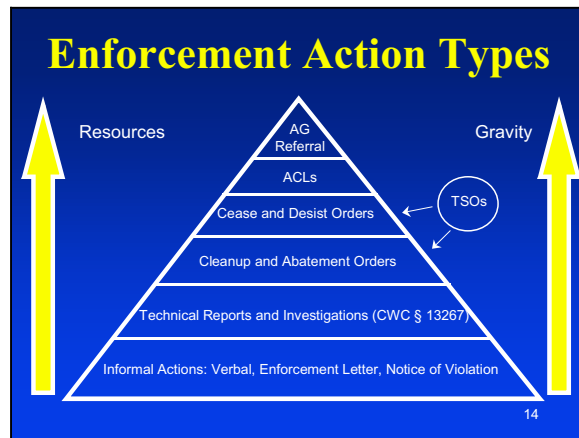 Enforcement Action Types
Resources
Gravity
AG
Referral
ACLs
TSOs
Cease and Desist Orders
Cleanup and Abatement Orders
Technical Reports and Investigations (CWC § 13267)
Informal Actions: Verbal, Enforcement Letter, Notice of Violation
14